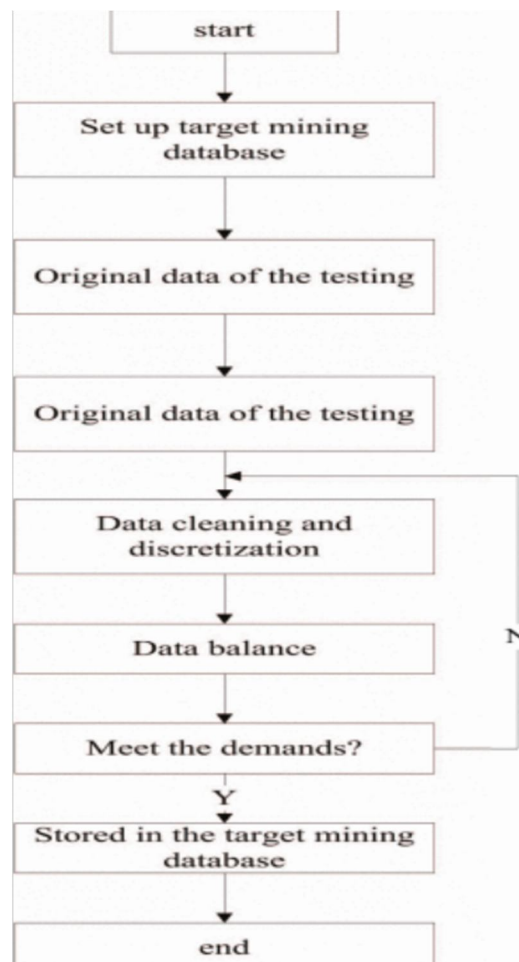 start
Set up target mining
database
Original data of the testing
Original data of the testing
Data cleaning and
discretization
Data balance
N
Meet the demands?
Y
Stored in the target mining
database
end